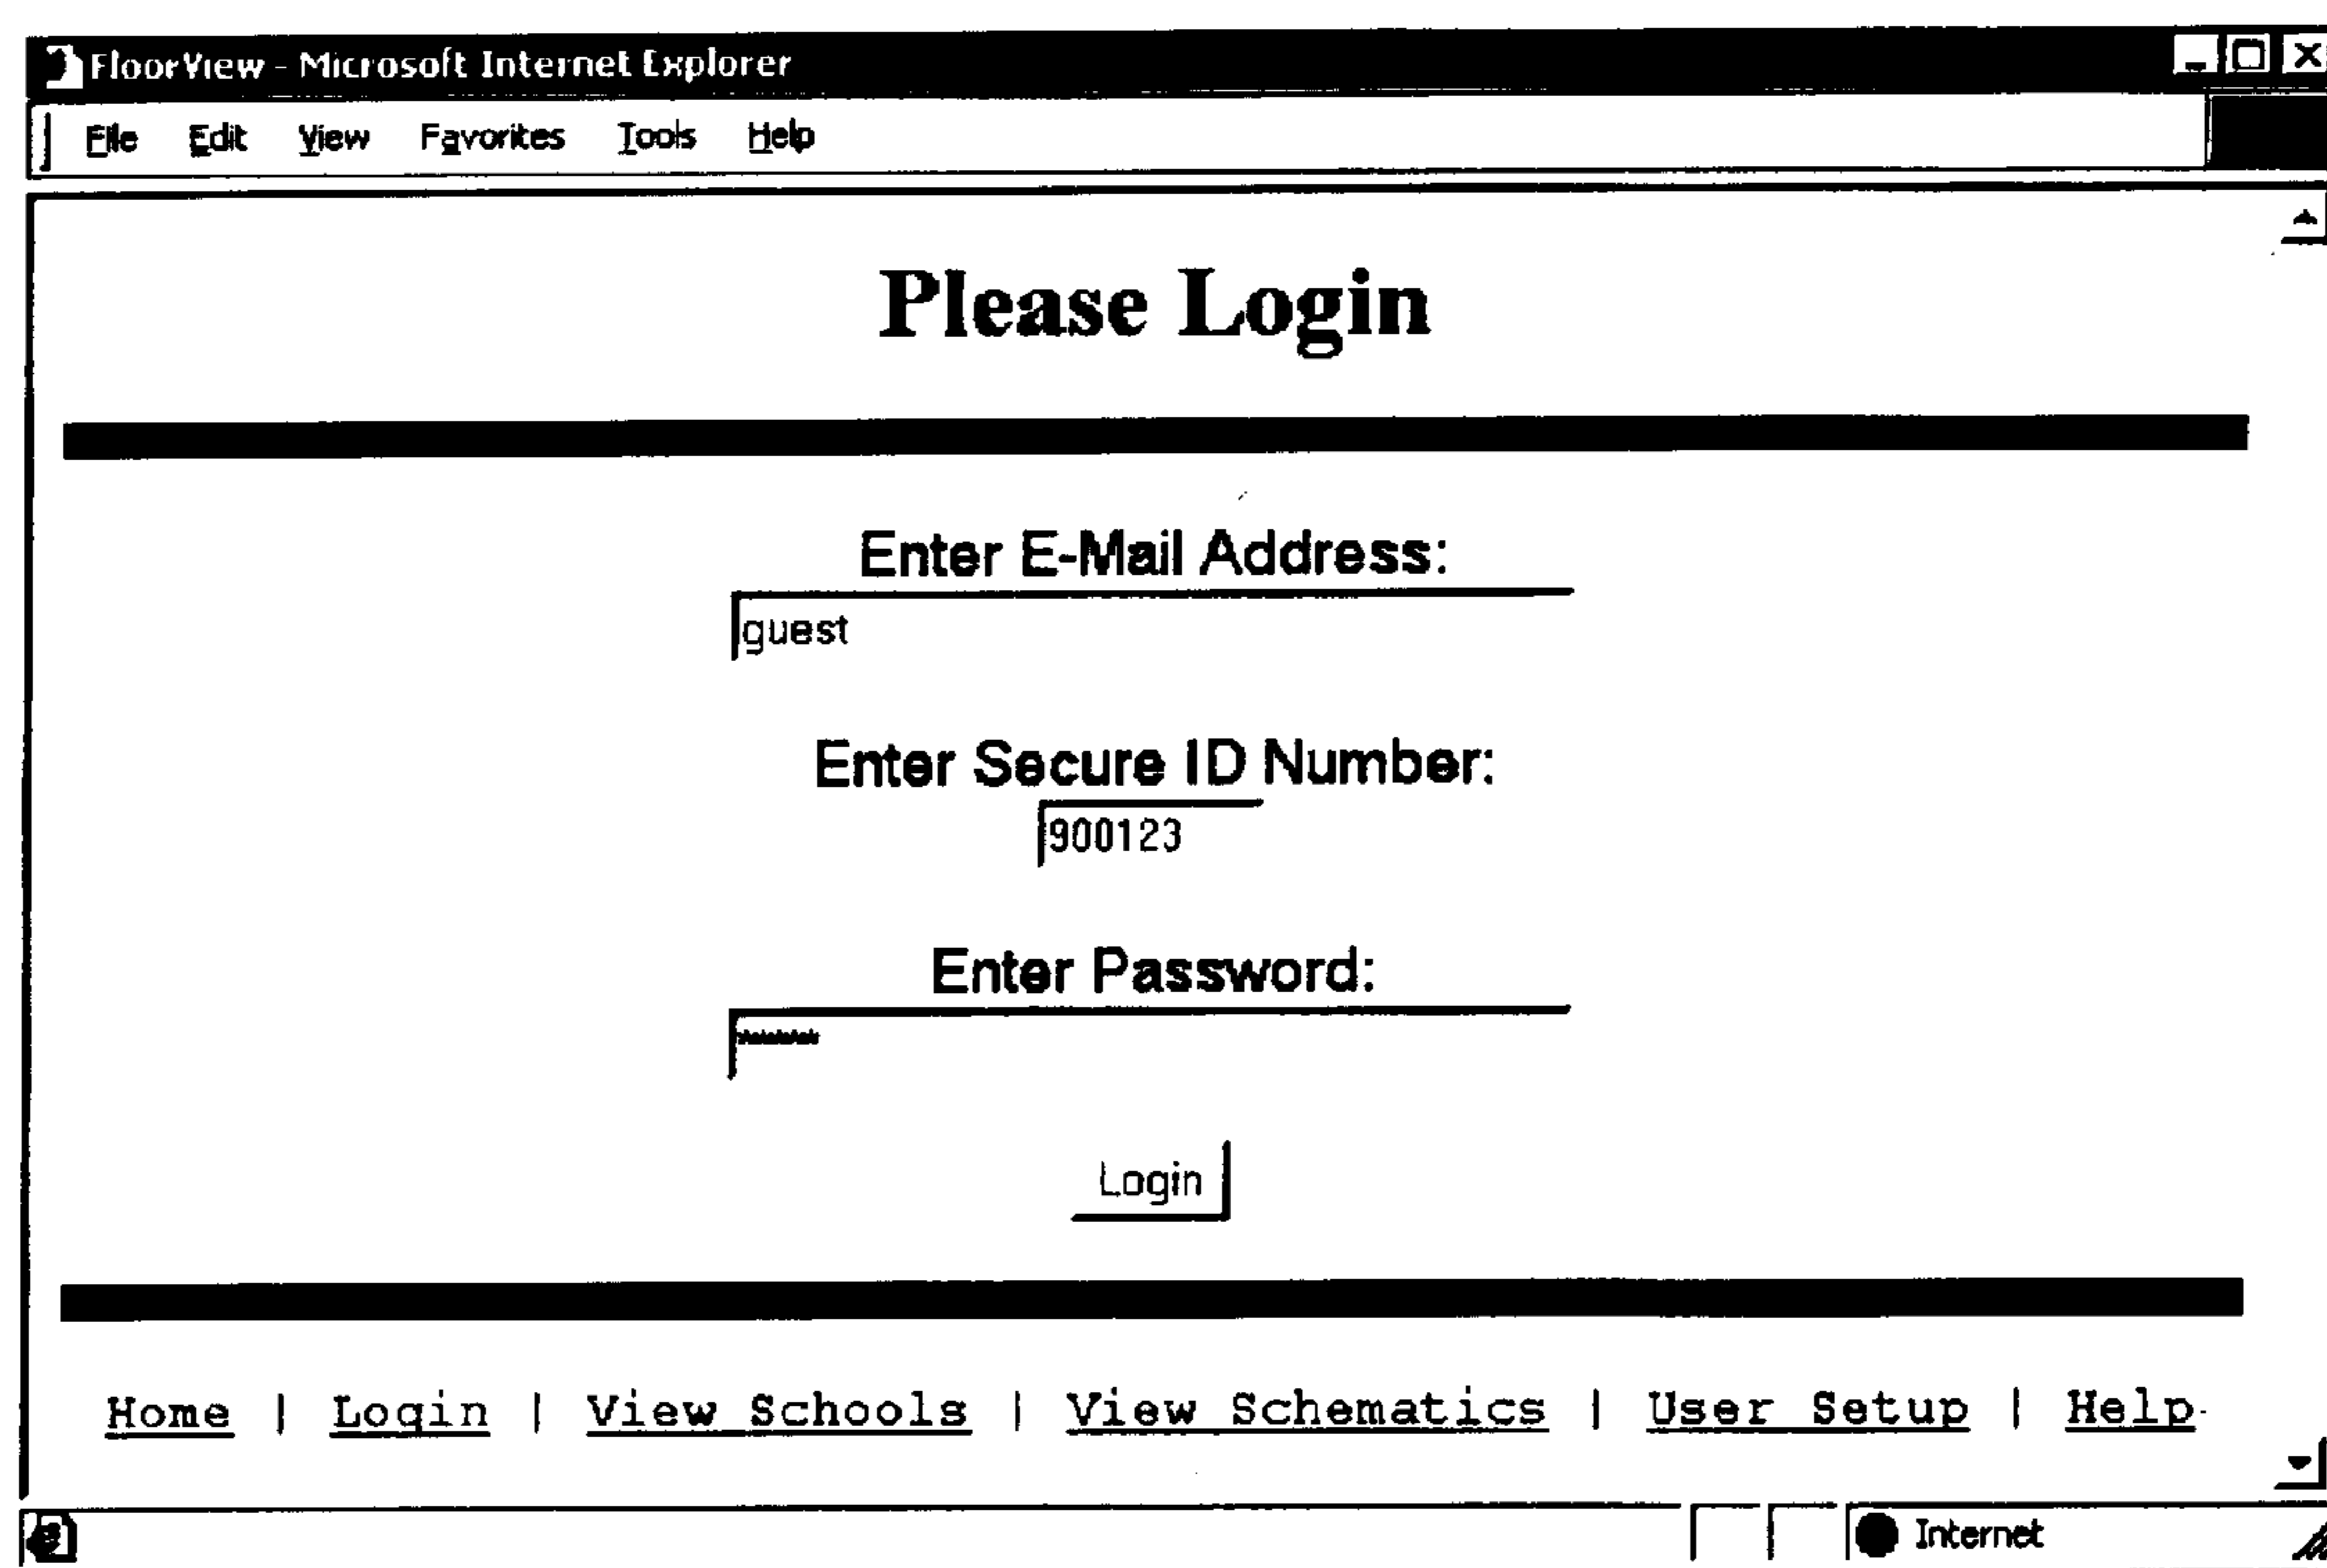 FloorView - Microsoft Internet Explorer
File Edit View Favorites Tools Help
Please Login
Enter E-Mail Address:
guest
Enter Secure ID Number:
900123
Enter Password:
Login
Home | Login | View Schools | View Schematics | User Setup | Help
Internet